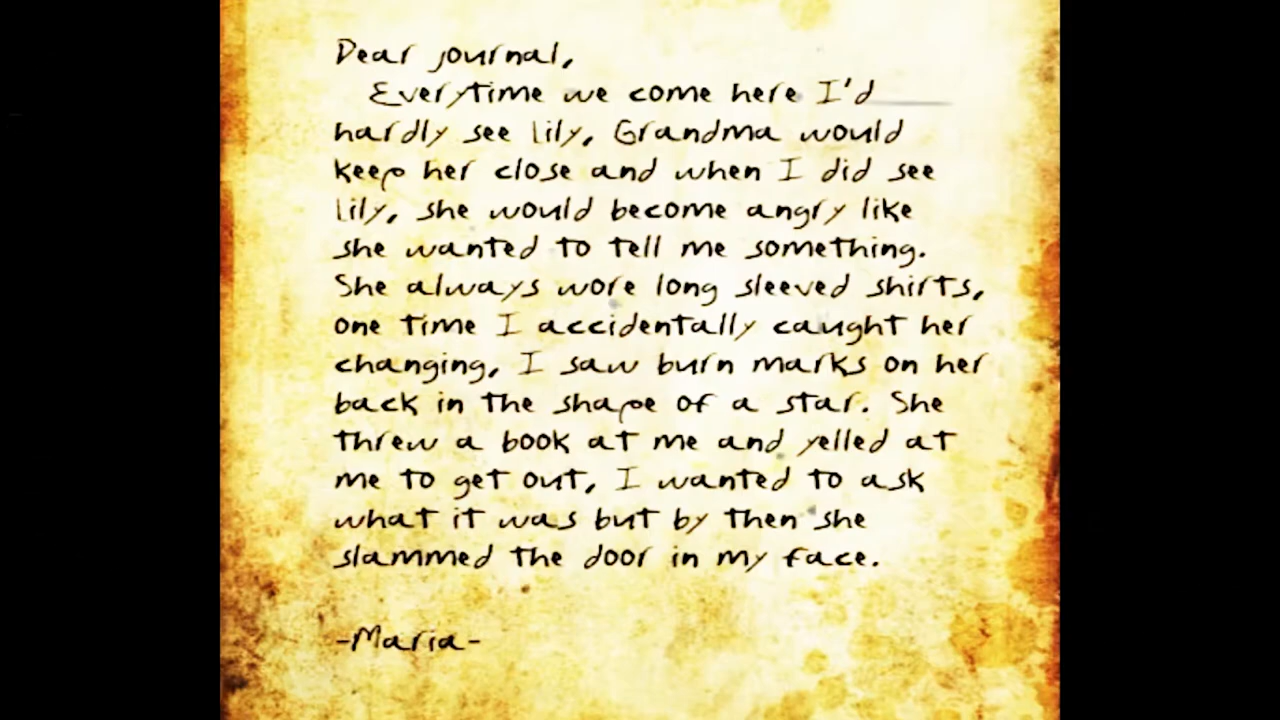 Dear journal,
Everytime we come here I'd
hardly see lily, Grandma would
keep her close and when I did see
lily, she would become angry like
she wanted to tell me something.
She always wore long sleeved shirts,
one time I accidentally caught her
changing, I saw burn marks on her
back in the shape of a star. She
threw a book at me and yelled at
me to get out, I wanted to ask
what it was but by then she
slammed the door in my face.
-Maria-